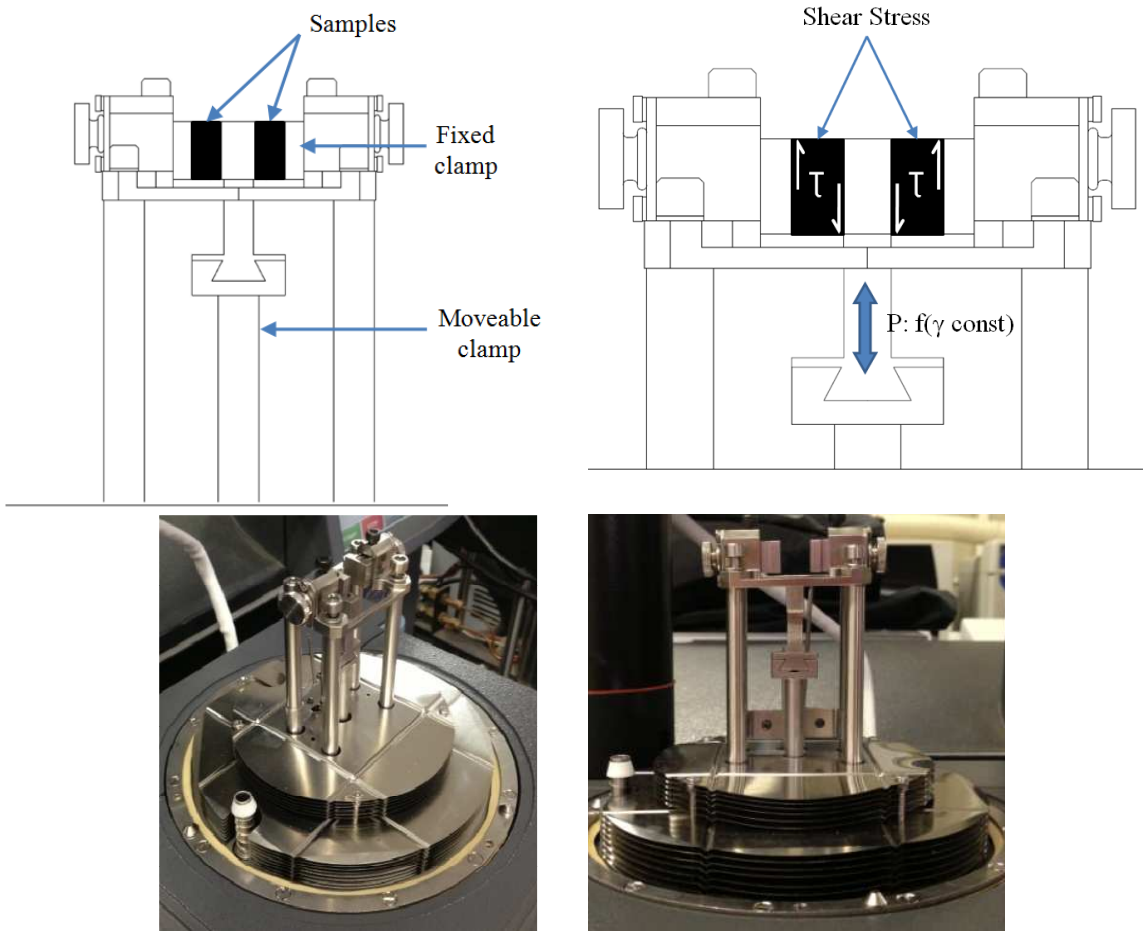 Samples
Fixed
clamp
Moveable
clamp
Shear Stress
τ
τ
P: f(γ const)